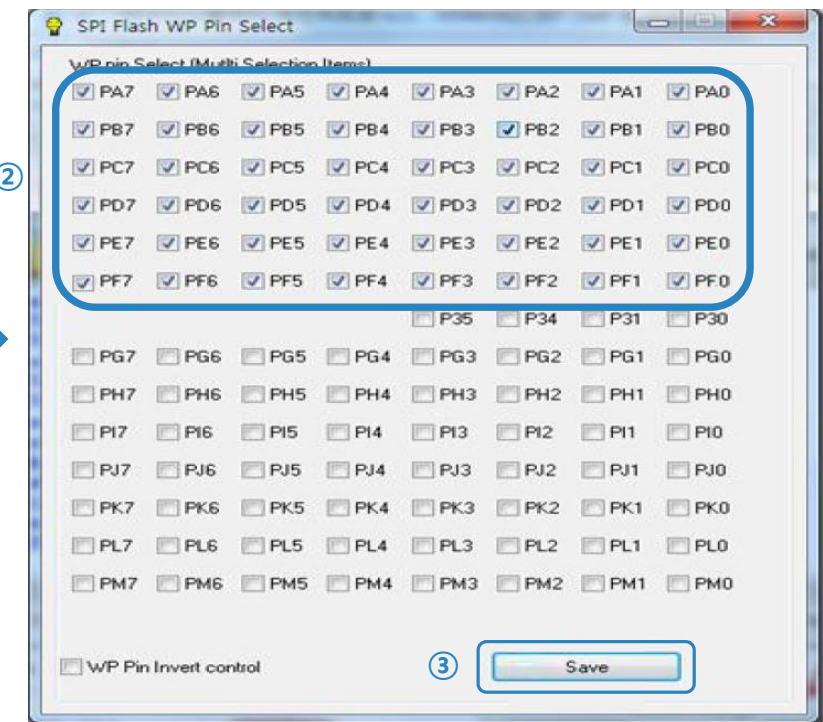 SPI Flash WP Pin Select
WP pin Select (Mutlti Selection Items)
PA7 PA6 PA5 PA4 PA3 PA2 PA1 PA0
PB7 PB6 PB5 PB4 PB3 PB2 PB1 PB0
②
PC7 PC6 PC5 PC4 PC3 PC2 PC1 PC0
PD7 PD6 PD5 PD4 PD3 PD2 PD1 PD0
PE7 PE6 PE5 PE4 PE3 PE2 PE1 PE0
PF7 PF6 PF5 PF4 PF3 PF2 PF1 PF0
P35 P34 P31 P30
PG7 PG6 PG5 PG4 PG3 PG2 PG1 PG0
PH7 PH6 PH5 PH4 PH3 PH2 PH1 PH0
PI7 PI6 PI5 PI4 PI3 PI2 PI1 PI0
PJ7 PJ6 PJ5 PJ4 PJ3 PJ2 PJ1 PJ0
PK7 PK6 PK5 PK4 PK3 PK2 PK1 PK0
PL7 PL6 PL5 PL4 PL3 PL2 PL1 PL0
PM7 PM6 PM5 PM4 PM3 PM2 PM1 PM0
WP Pin Invert control ③ Save